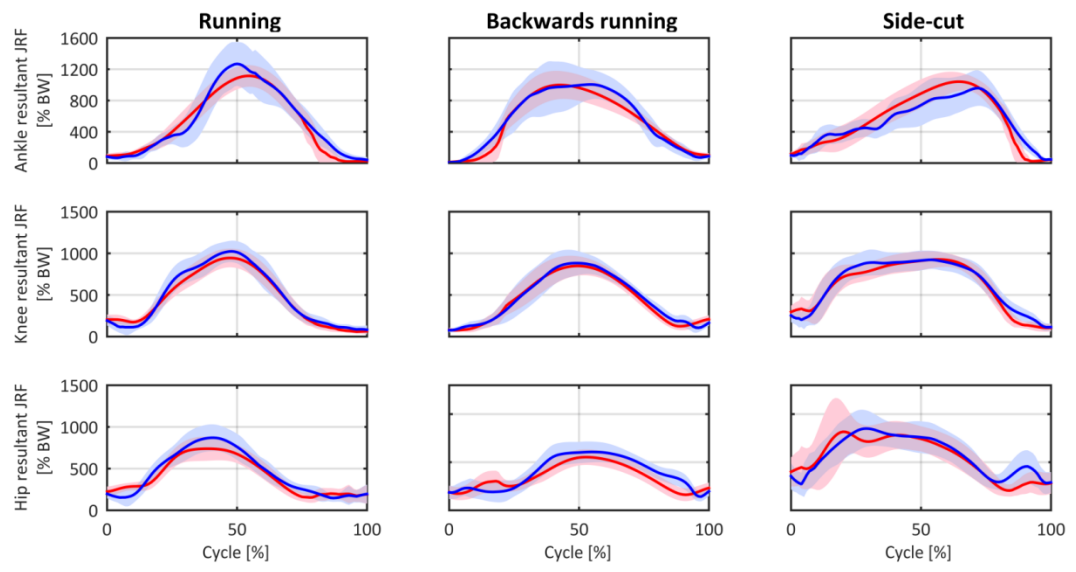 Running Backwards running Side-cut
Ankle resultant JRF
[% BW]
1600
1200
800
400
0
Knee resultant JRF
[% BW]
1500
1000
500
0
Hip resultant JRF
[% BW]
1500
1000
500
0
0 50 100 0 50 100 0 50 100
Cycle [%] Cycle [%] Cycle [%]